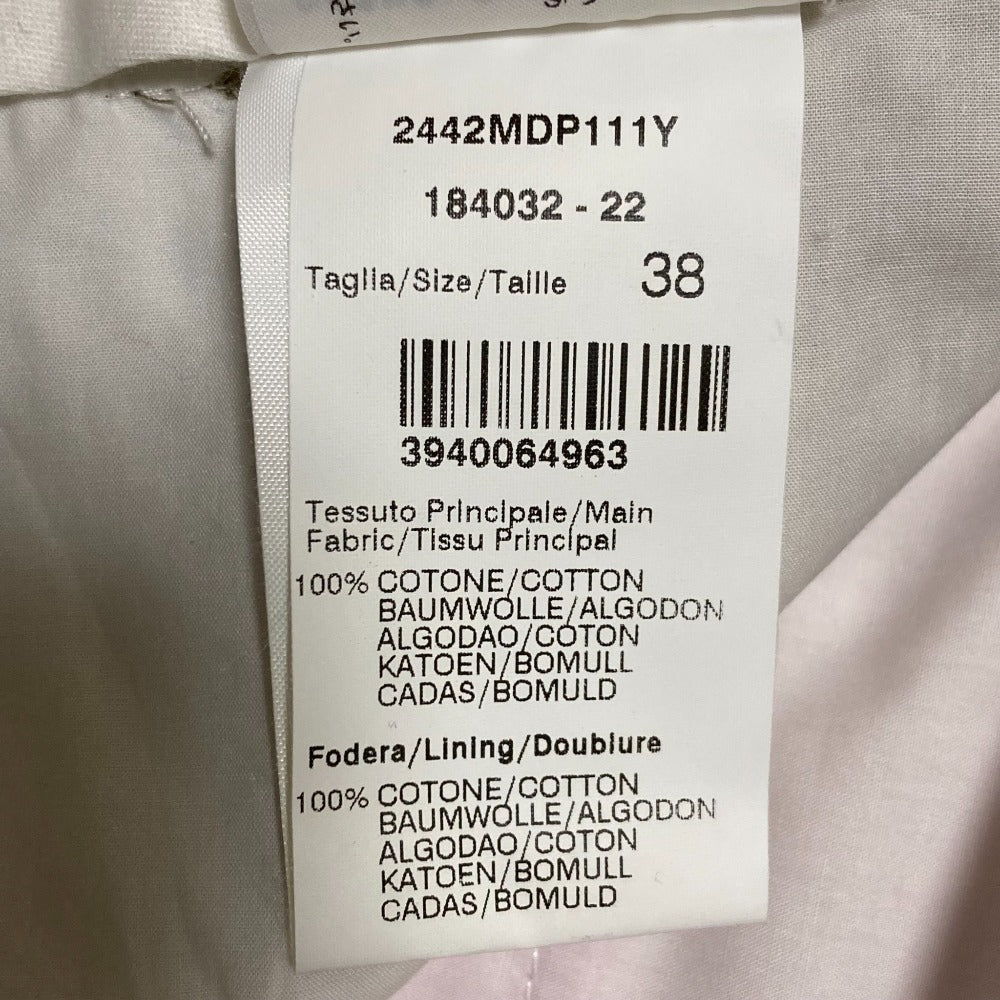 2442MDP111Y
184032 - 22
Taglia/Size/Taille 38
3940064963
Tessuto Principale/Main
Fabric/Tissu Principal
100% COTONE/COTTON
BAUMWOLLE/ALGODON
ALGODAO/COTON
KATOEN/BOMULL
CADAS/BOMULD
Fodera/Lining/Doublure
100% COTONE/COTTON
BAUMWOLLE/ALGODON
ALGODAO/COTON
KATOEN/BOMULL
CADAS/BOMULD